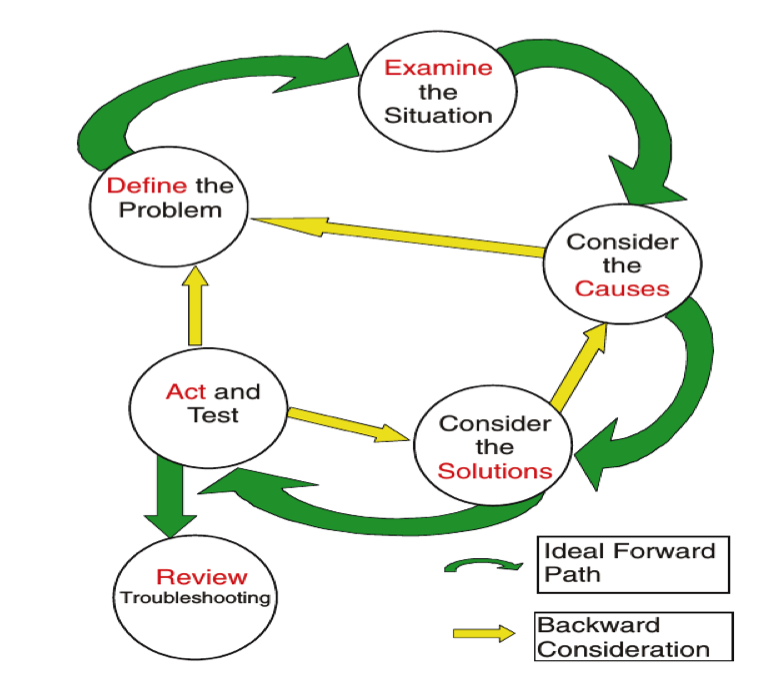 Examine
the
Situation
Define the
Problem
Consider
the
Causes
Act and
Test
Consider
the
Solutions
Review
Troubleshooting
Ideal Forward
Path
Backward
Consideration